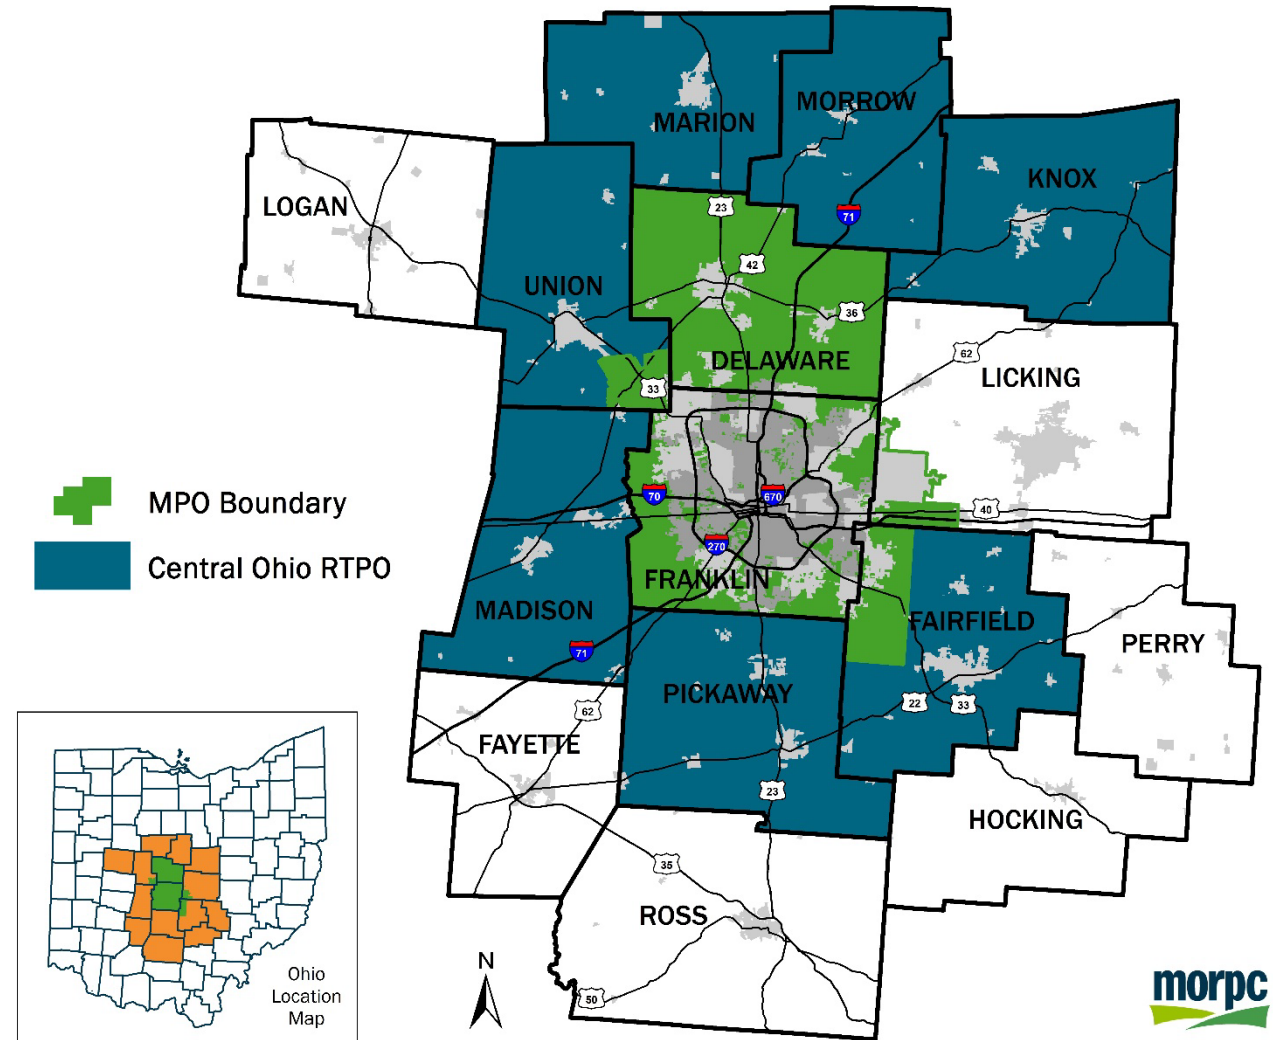 MORROW
MARION
KNOX
LOGAN
23
71
42
UNION
36
62
DELAWARE
LICKING
33
MPO Boundary
70
670
40
Central Ohio RTPO
270
FRANKLIN
MADISON
FAIRFIELD
PERRY
71
PICKAWAY
62
22
33
FAYETTE
23
HOCKING
35
ROSS
50
N
Ohio
Location
Map
morpc